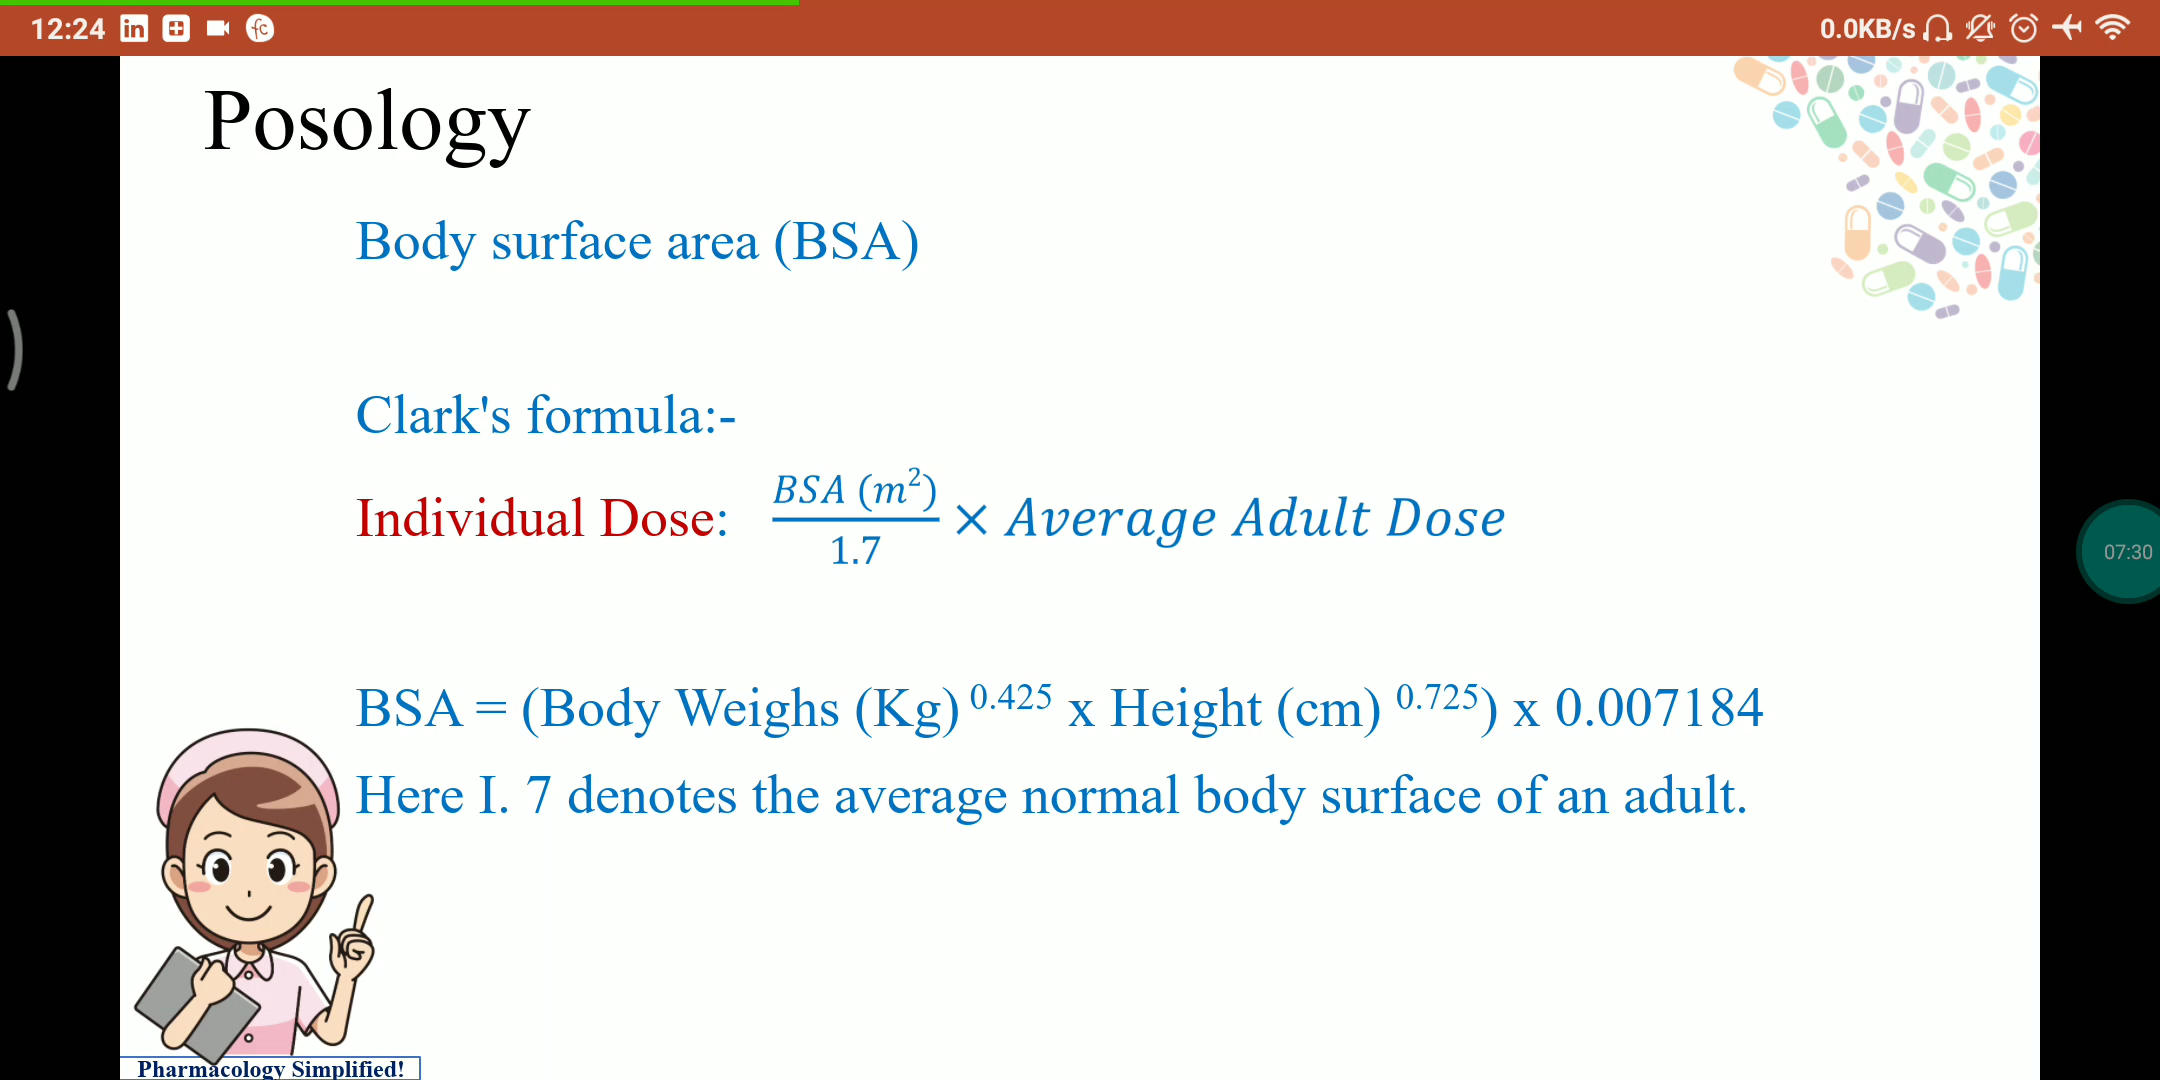 12:24 in fc 0.0KB/s
Posology
Body surface area (BSA)
Clark's formula:-
Individual Dose: BSA (m²) / 1.7 × Average Adult Dose
07:30
BSA = (Body Weighs (Kg) ^0.425 x Height (cm) ^0.725) x 0.007184
Here I. 7 denotes the average normal body surface of an adult.
Pharmacology Simplified!